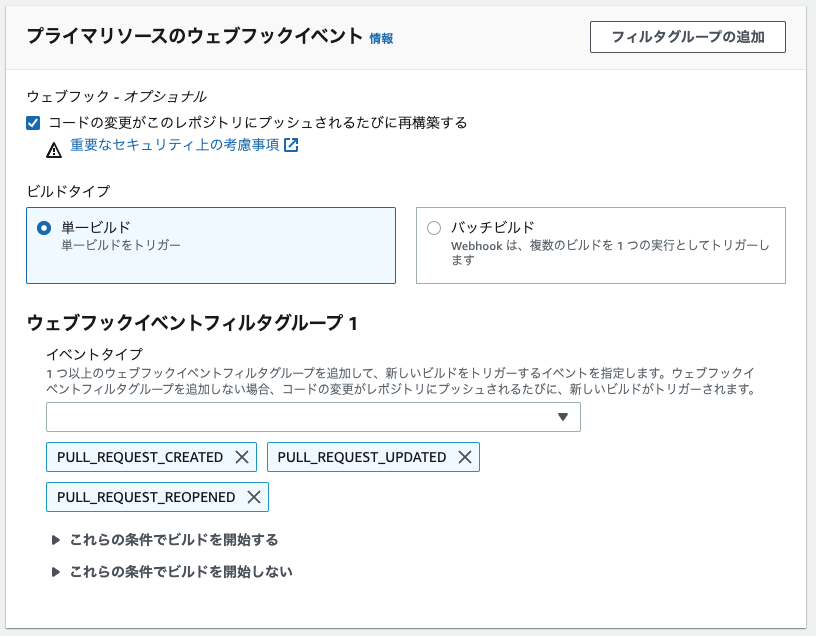 プライマリソースのウェブフックイベント 情報
フィルタグループの追加
ウェブフック - オプショナル
コードの変更がこのレポジトリにプッシュされるたびに再構築する
重要なセキュリティ上の考慮事項
ビルドタイプ
単一ビルド
単一ビルドをトリガー
バッチビルド
Webhook は、複数のビルドを 1 つの実行としてトリガーし
ます
ウェブフックイベントフィルタグループ 1
イベントタイプ
1 つ以上のウェブフックイベントフィルタグループを追加して、新しいビルドをトリガーするイベントを指定します。ウェブフックイ
ベントフィルタグループを追加しない場合、コードの変更がレポジトリにプッシュされるたびに、新しいビルドがトリガーされます。
PULL_REQUEST_CREATED
PULL_REQUEST_UPDATED
PULL_REQUEST_REOPENED
これらの条件でビルドを開始する
これらの条件でビルドを開始しない